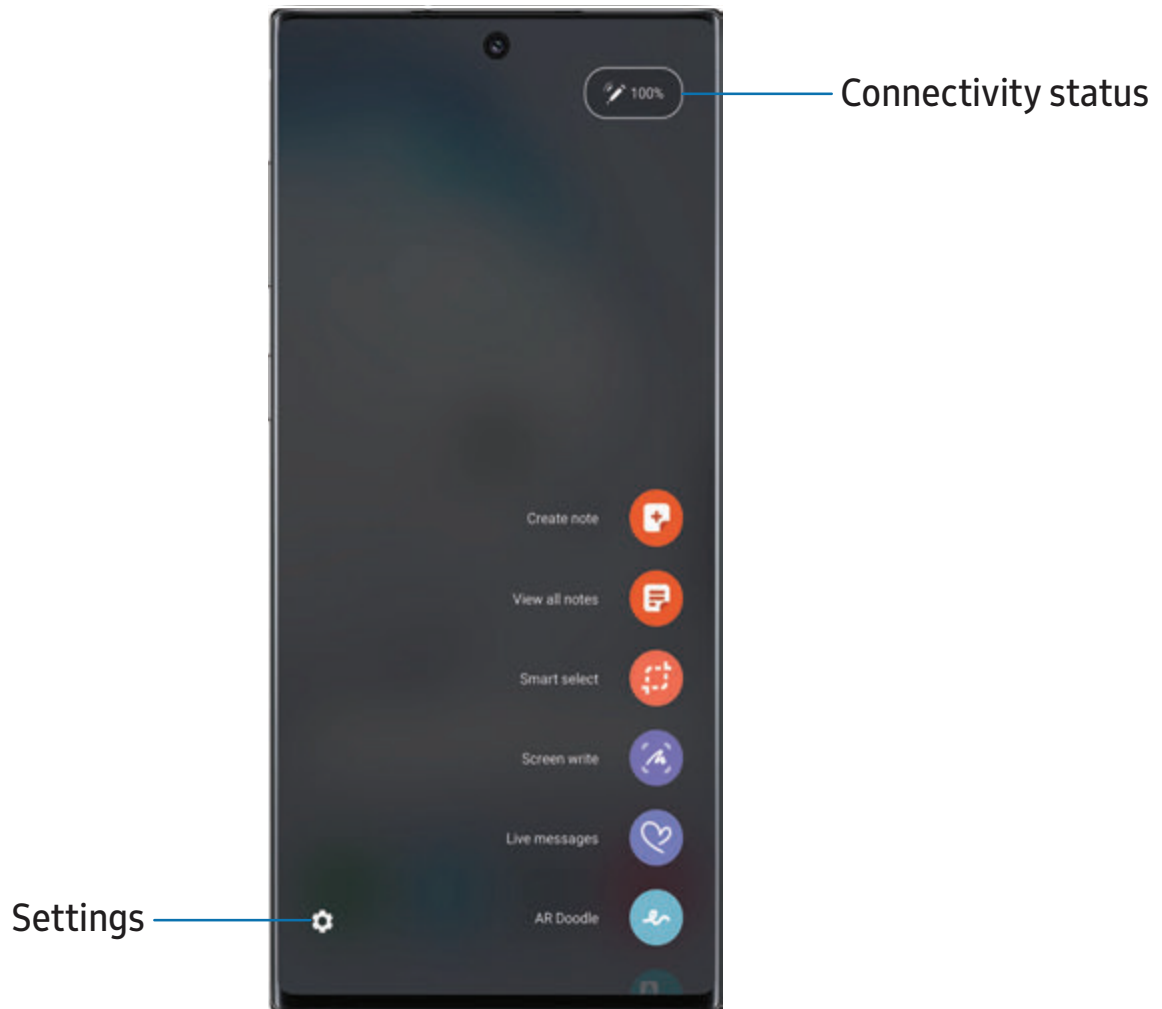 100%
Connectivity status
Create note
View all notes
Smart select
Screen write
Live messages
Settings
AR Doodle